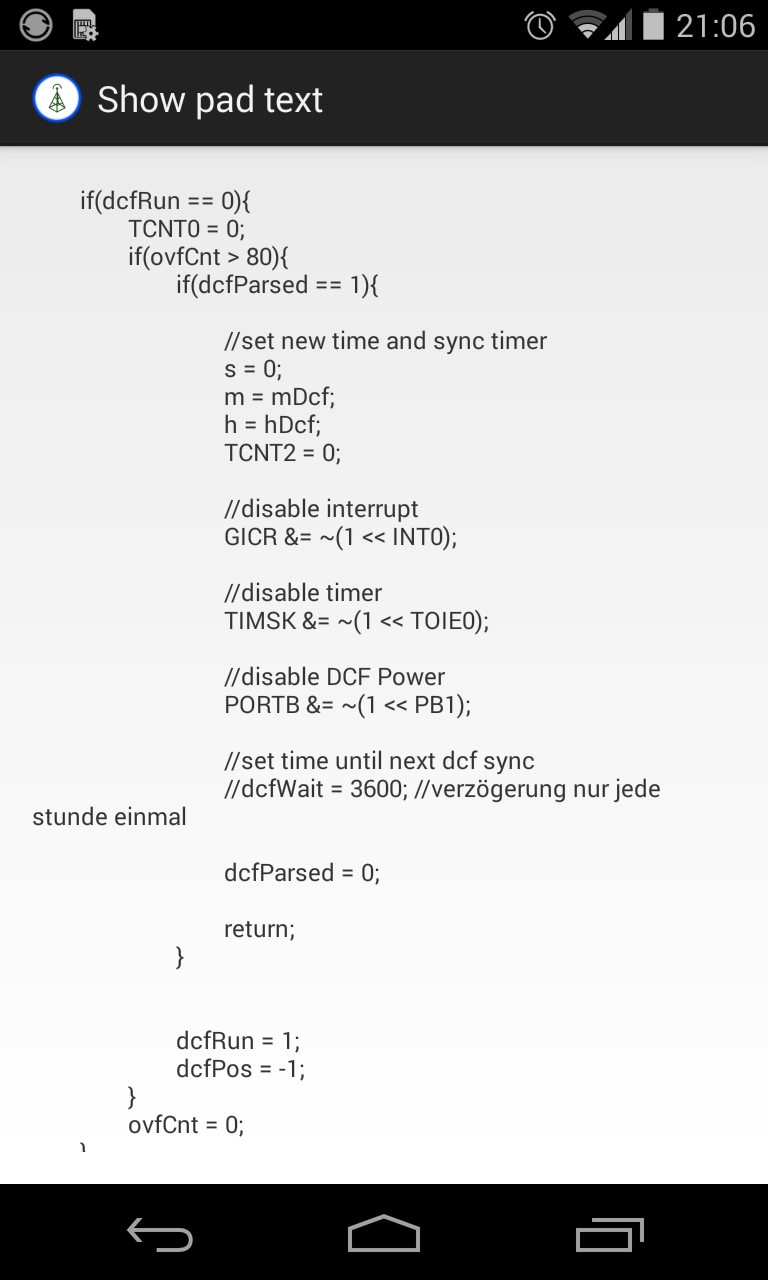 21:06
Show pad text
if(dcfRun == 0){
TCNT0 = 0;
if(ovfCnt > 80){
if(dcfParsed == 1){
//set new time and sync timer
s = 0;
m = mDcf;
h = hDcf;
TCNT2 = 0;
//disable interrupt
GICR &= ~(1 << INT0);
//disable timer
TIMSK &= ~(1 << TOIE0);
//disable DCF Power
PORTB &= ~(1 << PB1);
//set time until next dcf sync
//dcfWait = 3600; //verzögerung nur jede
stunde einmal
dcfParsed = 0;
return;
}
dcfRun = 1;
dcfPos = -1;
}
ovfCnt = 0;
}